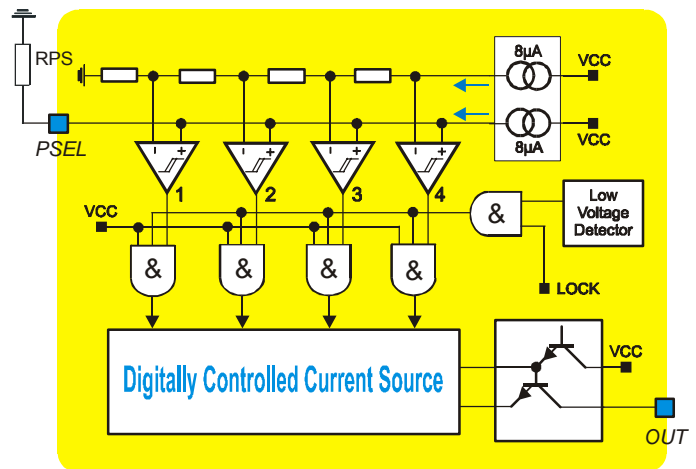 RPS
8µA
VCC
VCC
8µA
PSEL
- +
- +
- +
- +
1
2
3
4
VCC
&
Low
Voltage
Detector
&
&
&
&
LOCK
Digitally Controlled Current Source
VCC
OUT